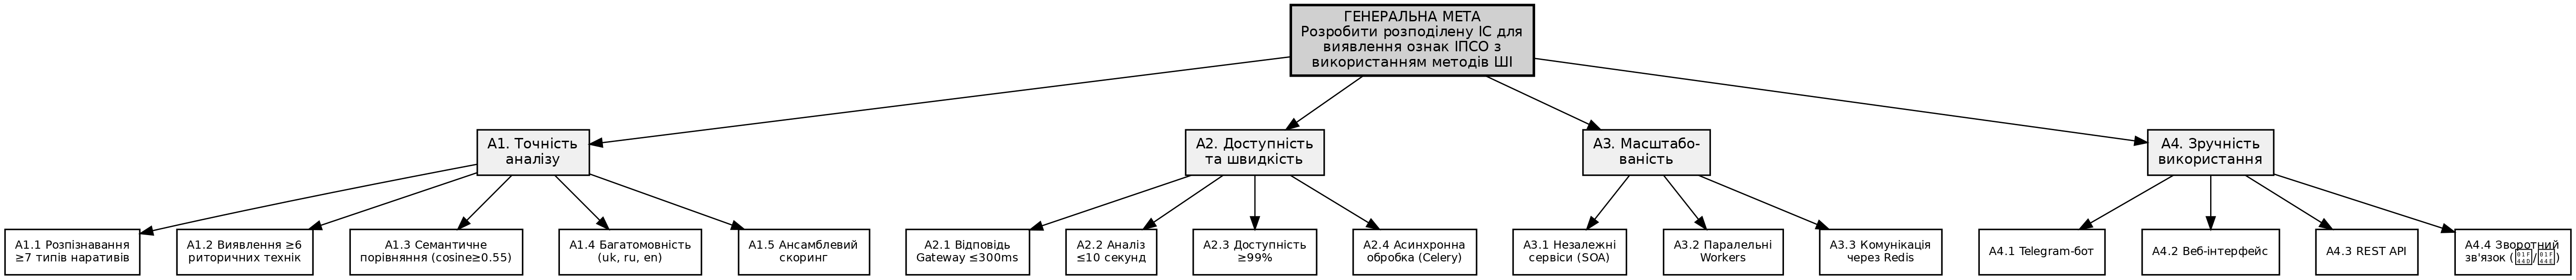 ГЕНЕРАЛЬНА МЕТА
Розробити розподілену ІС для
виявлення ознак ІПСО з
використанням методів ШІ
А1. Точність
аналізу
А2. Доступність
та швидкість
А3. Масштабо-
ваність
А4. Зручність
використання
А1.1 Розпізнавання
≥7 типів наративів
А1.2 Виявлення ≥6
риторичних технік
А1.3 Семантичне
порівняння (cosine≥0.55)
А1.4 Багатомовність
(uk, ru, en)
А1.5 Ансамблевий
скоринг
А2.1 Відповідь
Gateway ≤300ms
А2.2 Аналіз
≤10 секунд
А2.3 Доступність
≥99%
А2.4 Асинхронна
обробка (Celery)
А3.1 Незалежні
сервіси (SOA)
А3.2 Паралельні
Workers
А3.3 Комунікація
через Redis
А4.1 Telegram-бот
А4.2 Веб-інтерфейс
А4.3 REST API
А4.4 Зворотний
зв'язок (👍/👎)